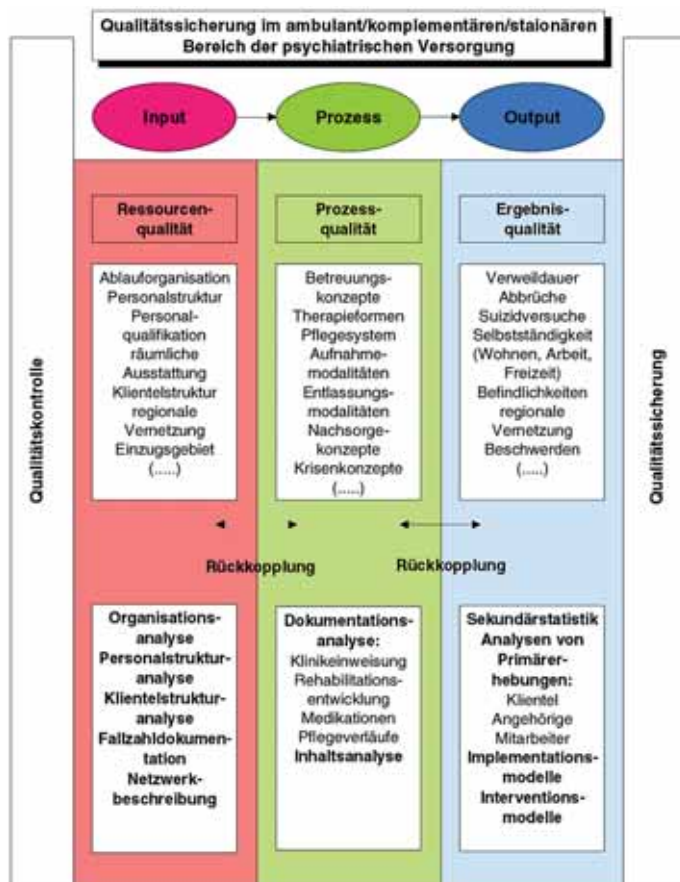 Qualitätssicherung im ambulant/komplementären/staionären
Bereich der psychiatrischen Versorgung
Qualitätskontrolle
Input
Prozess
Output
Ressourcen-
qualität
Prozess-
qualität
Ergebnis-
qualität
Ablauforganisation
Personalstruktur
Personal-
qualifikation
räumliche
Ausstattung
Klientelstruktur
regionale
Vernetzung
Einzugsgebiet
(.....)
Betreuungs-
konzepte
Therapieformen
Pflegesystem
Aufnahme-
modalitäten
Entlassungs-
modalitäten
Nachsorge-
konzepte
Krisenkonzepte
(.....)
Verweildauer
Abbrüche
Suizidversuche
Selbstständigkeit
(Wohnen, Arbeit,
Freizeit)
Befindlichkeiten
regionale
Vernetzung
Beschwerden
(.....)
Rückkopplung
Rückkopplung
Organisations-
analyse
Personalstruktur-
analyse
Klientelstruktur-
analyse
Fallzahldokumen-
tation
Netzwerk-
beschreibung
Dokumentations-
analyse:
Klinikeinweisung
Rehabilitations-
entwicklung
Medikationen
Pflegeverläufe
Inhaltsanalyse
Sekundärstatistik
Analysen von
Primärer-
hebungen:
Klientel
Angehörige
Mitarbeiter
Implementations-
modelle
Interventions-
modelle
Qualitätssicherung